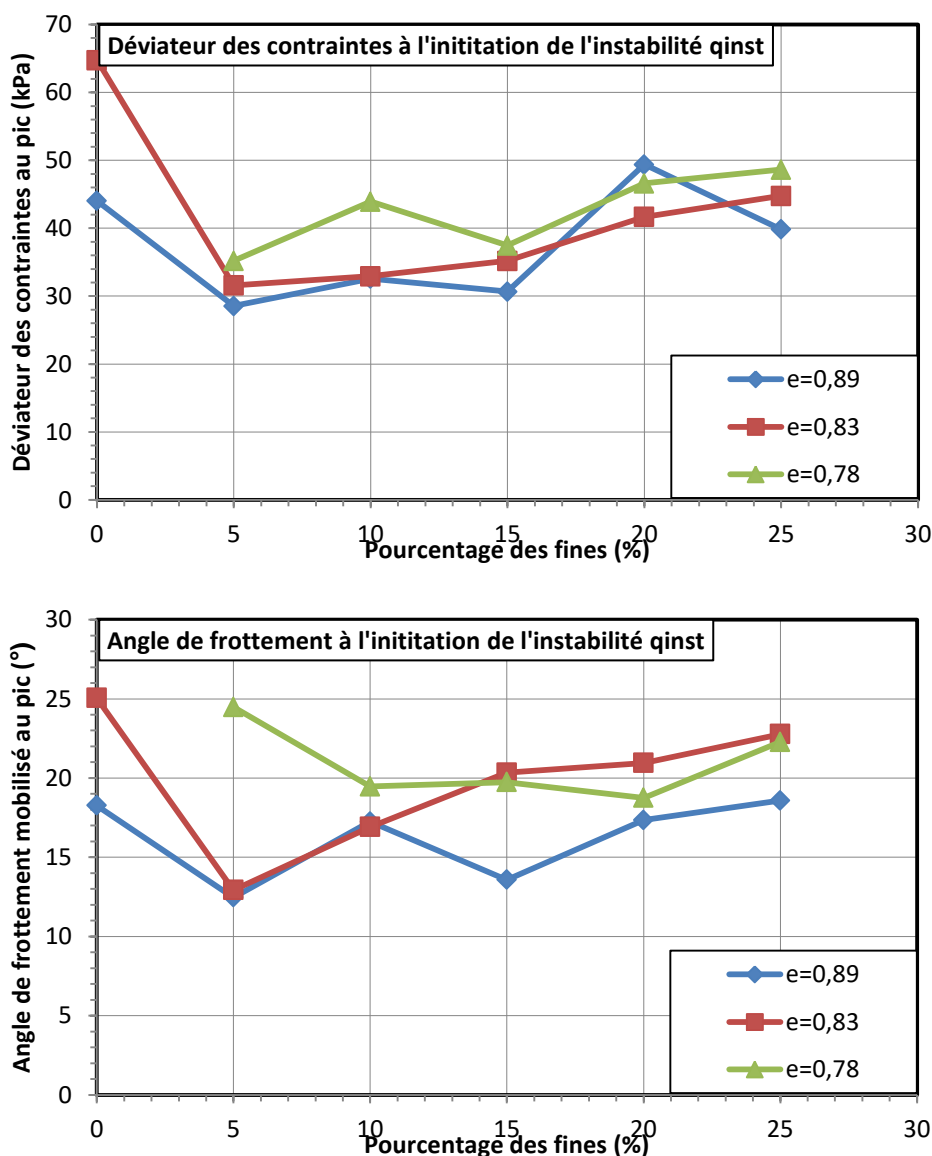 Déviateur des contraintes à l'inititation de l'instabilité qinst
Déviateur des contraintes au pic (kPa)
70
60
50
40
30
20
10
0
e=0,89
e=0,83
e=0,78
0 5 10 15 20 25 30
Pourcentage des fines (%)
Angle de frottement à l'inititation de l'instabilité qinst
Angle de frottement mobilisé au pic (°)
30
25
20
15
10
5
0
e=0,89
e=0,83
e=0,78
0 5 10 15 20 25 30
Pourcentage des fines (%)